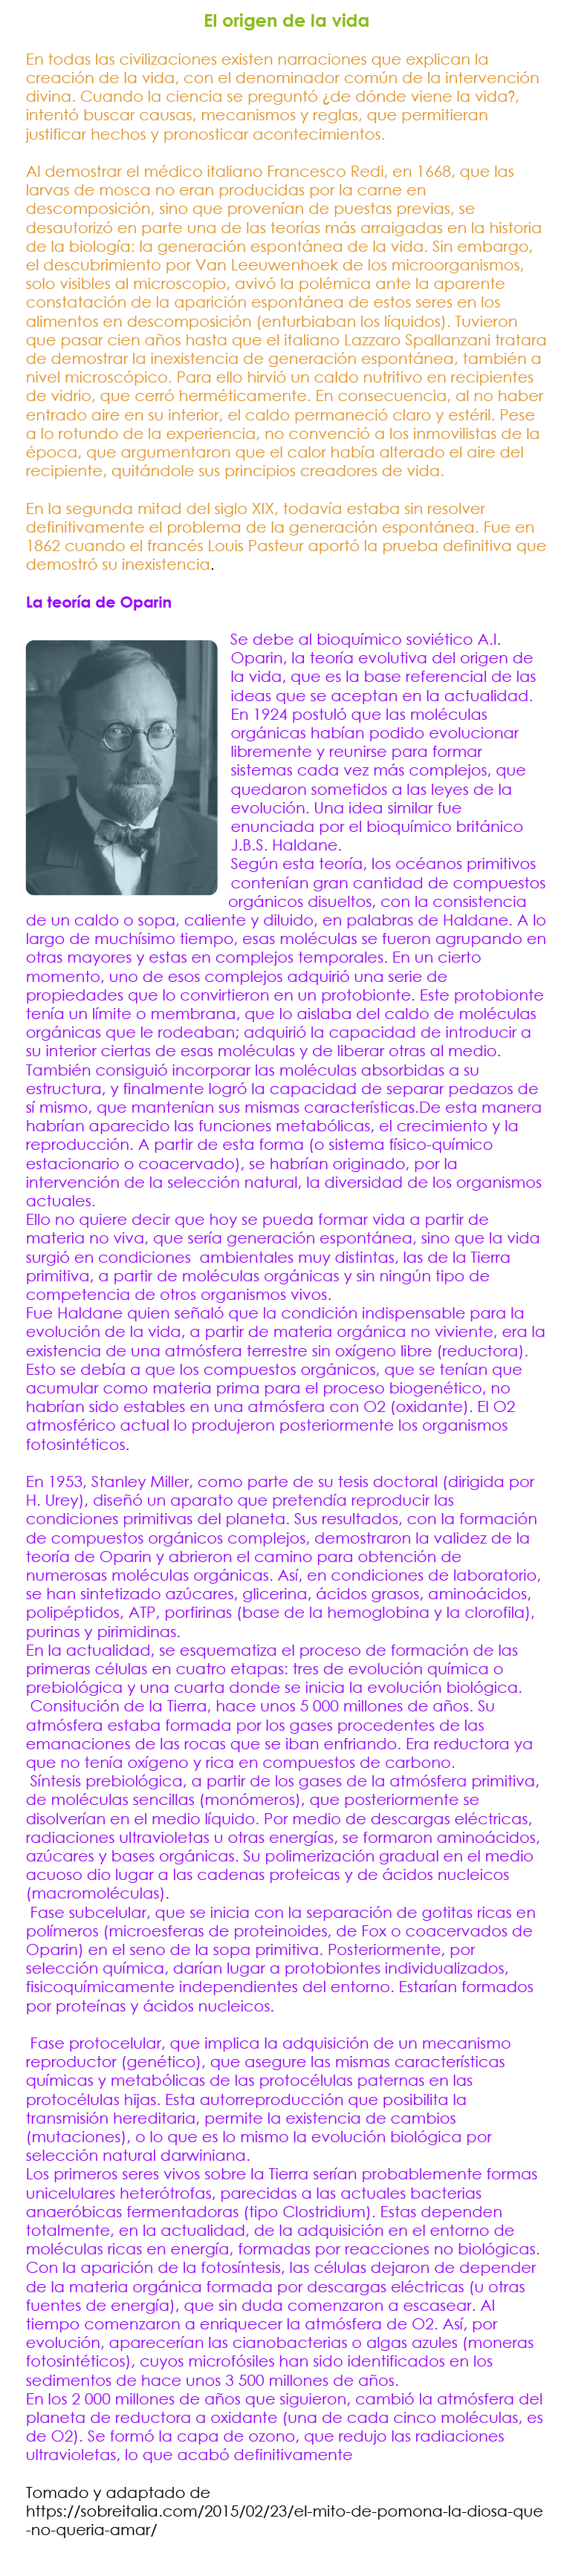 El origen de la vida
En todas las civilizaciones existen narraciones que explican la
creación de la vida, con el denominador común de la intervención
divina. Cuando la ciencia se preguntó ¿de dónde viene la vida?,
intentó buscar causas, mecanismos y reglas, que permitieran
justificar hechos y pronosticar acontecimientos.
Al demostrar el médico italiano Francesco Redi, en 1668, que las
larvas de mosca no eran producidas por la carne en
descomposición, sino que provenían de puestas previas, se
desautorizó en parte una de las teorías más arraigadas en la historia
de la biología: la generación espontánea de la vida. Sin embargo,
el descubrimiento por Van Leeuwenhoek de los microorganismos,
solo visibles al microscopio, avivó la polémica ante la aparente
constatación de la aparición espontánea de estos seres en los
alimentos en descomposición (enturbiaban los líquidos). Tuvieron
que pasar cien años hasta que el italiano Lazzaro Spallanzani tratara
de demostrar la inexistencia de generación espontánea, también a
nivel microscópico. Para ello hirvió un caldo nutritivo en recipientes
de vidrio, que cerró herméticamente. En consecuencia, al no haber
entrado aire en su interior, el caldo permaneció claro y estéril. Pese
a lo rotundo de la experiencia, no convenció a los inmovilistas de la
época, que argumentaron que el calor había alterado el aire del
recipiente, quitándole sus principios creadores de vida.
En la segunda mitad del siglo XIX, todavía estaba sin resolver
definitivamente el problema de la generación espontánea. Fue en
1862 cuando el francés Louis Pasteur aportó la prueba definitiva que
demostró su inexistencia.
La teoría de Oparin
Se debe al bioquímico soviético A.I.
Oparin, la teoría evolutiva del origen de
la vida, que es la base referencial de las
ideas que se aceptan en la actualidad.
En 1924 postuló que las moléculas
orgánicas habían podido evolucionar
libremente y reunirse para formar
sistemas cada vez más complejos, que
quedaron sometidos a las leyes de la
evolución. Una idea similar fue
enunciada por el bioquímico británico
J.B.S. Haldane.
Según esta teoría, los océanos primitivos
contenían gran cantidad de compuestos
orgánicos disueltos, con la consistencia
de un caldo o sopa, caliente y diluido, en palabras de Haldane. A lo
largo de muchísimo tiempo, esas moléculas se fueron agrupando en
otras mayores y estas en complejos temporales. En un cierto
momento, uno de esos complejos adquirió una serie de
propiedades que lo convirtieron en un protobionte. Este protobionte
tenía un límite o membrana, que lo aislaba del caldo de moléculas
orgánicas que le rodeaban; adquirió la capacidad de introducir a
su interior ciertas de esas moléculas y de liberar otras al medio.
También consiguió incorporar las moléculas absorbidas a su
estructura, y finalmente logró la capacidad de separar pedazos de
sí mismo, que mantenían sus mismas características.De esta manera
habrían aparecido las funciones metabólicas, el crecimiento y la
reproducción. A partir de esta forma (o sistema físico-químico
estacionario o coacervado), se habrían originado, por la
intervención de la selección natural, la diversidad de los organismos
actuales.
Ello no quiere decir que hoy se pueda formar vida a partir de
materia no viva, que sería generación espontánea, sino que la vida
surgió en condiciones  ambientales muy distintas, las de la Tierra
primitiva, a partir de moléculas orgánicas y sin ningún tipo de
competencia de otros organismos vivos.
Fue Haldane quien señaló que la condición indispensable para la
evolución de la vida, a partir de materia orgánica no viviente, era la
existencia de una atmósfera terrestre sin oxígeno libre (reductora).
Esto se debía a que los compuestos orgánicos, que se tenían que
acumular como materia prima para el proceso biogenético, no
habrían sido estables en una atmósfera con O2 (oxidante). El O2
atmosférico actual lo produjeron posteriormente los organismos
fotosintéticos.
En 1953, Stanley Miller, como parte de su tesis doctoral (dirigida por
H. Urey), diseñó un aparato que pretendía reproducir las
condiciones primitivas del planeta. Sus resultados, con la formación
de compuestos orgánicos complejos, demostraron la validez de la
teoría de Oparin y abrieron el camino para obtención de
numerosas moléculas orgánicas. Así, en condiciones de laboratorio,
se han sintetizado azúcares, glicerina, ácidos grasos, aminoácidos,
polipéptidos, ATP, porfirinas (base de la hemoglobina y la clorofila),
purinas y pirimidinas.
En la actualidad, se esquematiza el proceso de formación de las
primeras células en cuatro etapas: tres de evolución química o
prebiológica y una cuarta donde se inicia la evolución biológica.
Consitución de la Tierra, hace unos 5 000 millones de años. Su
atmósfera estaba formada por los gases procedentes de las
emanaciones de las rocas que se iban enfriando. Era reductora ya
que no tenía oxígeno y rica en compuestos de carbono.
Síntesis prebiológica, a partir de los gases de la atmósfera primitiva,
de moléculas sencillas (monómeros), que posteriormente se
disolverían en el medio líquido. Por medio de descargas eléctricas,
radiaciones ultravioletas u otras energías, se formaron aminoácidos,
azúcares y bases orgánicas. Su polimerización gradual en el medio
acuoso dio lugar a las cadenas proteicas y de ácidos nucleicos
(macromoléculas).
Fase subcelular, que se inicia con la separación de gotitas ricas en
polímeros (microesferas de proteinoides, de Fox o coacervados de
Oparin) en el seno de la sopa primitiva. Posteriormente, por
selección química, darían lugar a protobiontes individualizados,
fisicoquímicamente independientes del entorno. Estarían formados
por proteínas y ácidos nucleicos.
Fase protocelular, que implica la adquisición de un mecanismo
reproductor (genético), que asegure las mismas características
químicas y metabólicas de las protocélulas paternas en las
protocélulas hijas. Esta autorreproducción que posibilita la
transmisión hereditaria, permite la existencia de cambios
(mutaciones), o lo que es lo mismo la evolución biológica por
selección natural darwiniana.
Los primeros seres vivos sobre la Tierra serían probablemente formas
unicelulares heterótrofas, parecidas a las actuales bacterias
anaeróbicas fermentadoras (tipo Clostridium). Estas dependen
totalmente, en la actualidad, de la adquisición en el entorno de
moléculas ricas en energía, formadas por reacciones no biológicas.
Con la aparición de la fotosíntesis, las células dejaron de depender
de la materia orgánica formada por descargas eléctricas (u otras
fuentes de energía), que sin duda comenzaron a escasear. Al
tiempo comenzaron a enriquecer la atmósfera de O2. Así, por
evolución, aparecerían las cianobacterias o algas azules (moneras
fotosintéticos), cuyos microfósiles han sido identificados en los
sedimentos de hace unos 3 500 millones de años.
En los 2 000 millones de años que siguieron, cambió la atmósfera del
planeta de reductora a oxidante (una de cada cinco moléculas, es
de O2). Se formó la capa de ozono, que redujo las radiaciones
ultravioletas, lo que acabó definitivamente
Tomado y adaptado de
https://sobreitalia.com/2015/02/23/el-mito-de-pomona-la-diosa-que
-no-queria-amar/